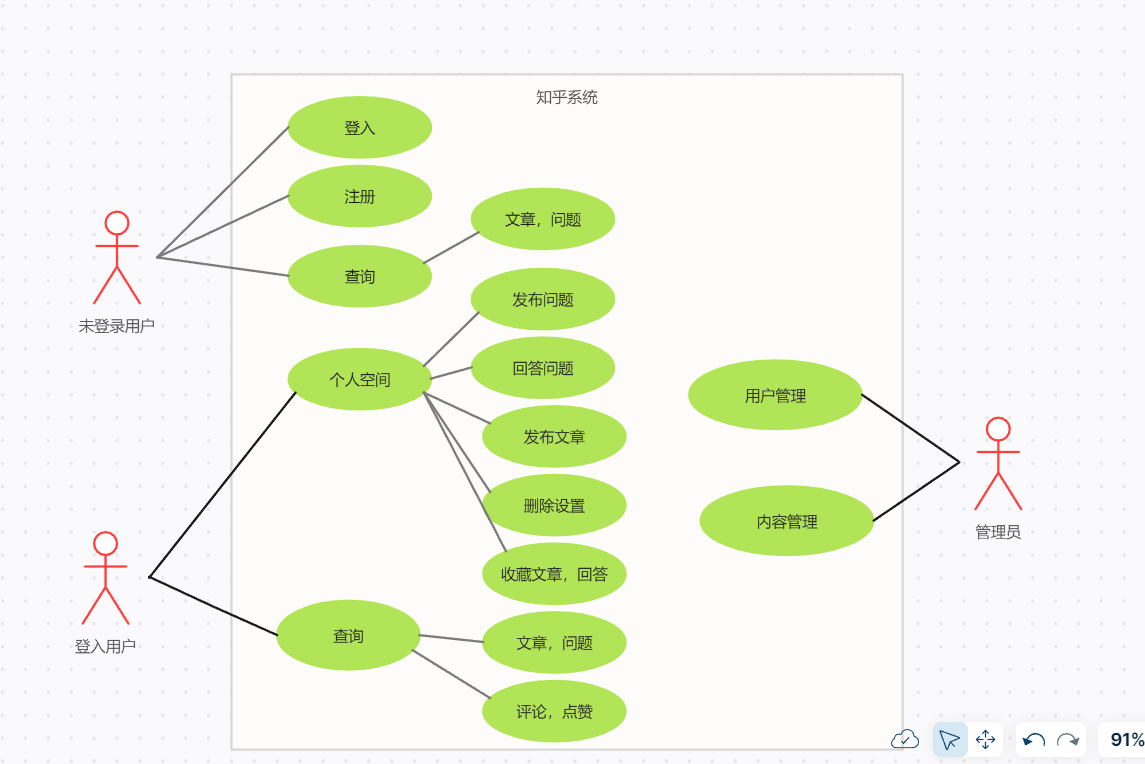 知乎系统
登入
注册
文章，问题
查询
发布问题
未登录用户
回答问题
个人空间
用户管理
发布文章
删除设置
内容管理
管理员
收藏文章，回答
查询
文章，问题
登入用户
评论，点赞
91%